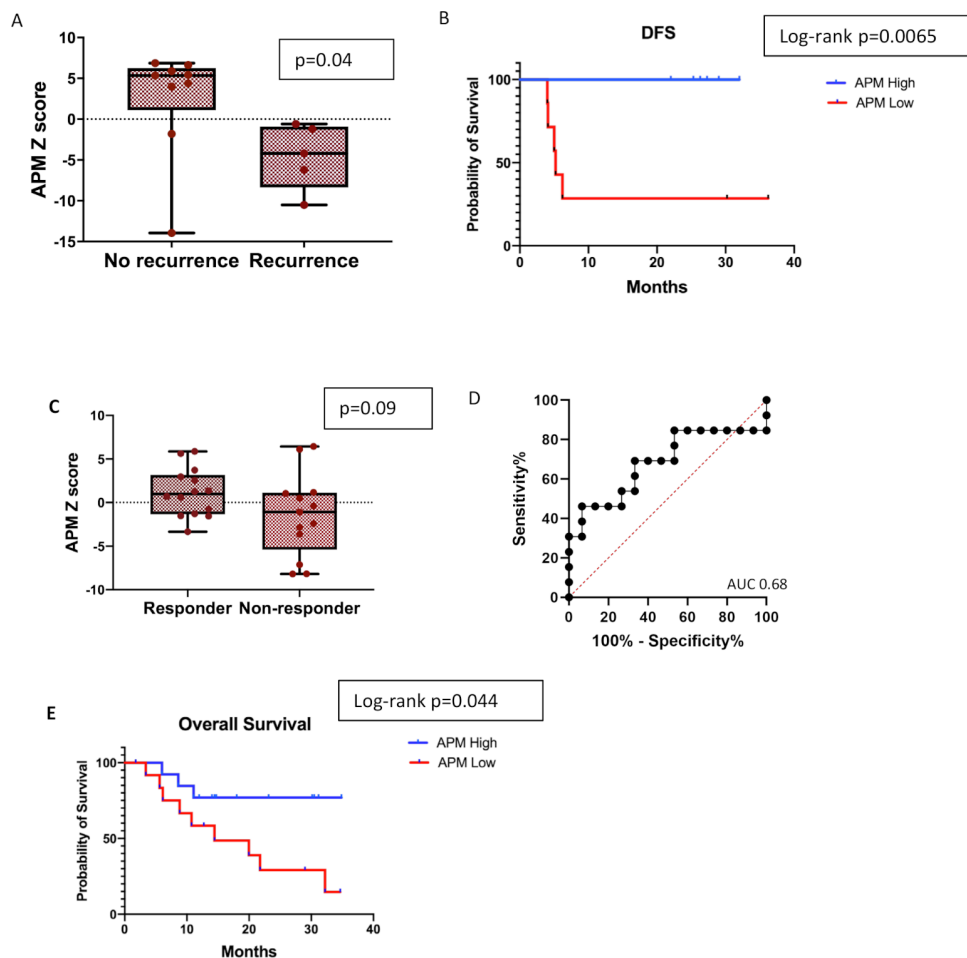 A
p=0.04
APM Z score
10
5
0
-5
-10
-15
No recurrence
Recurrence
B
DFS
Log-rank p=0.0065
APM High
APM Low
Probability of Survival
100
50
0
0 10 20 30 40
Months
C
p=0.09
APM Z score
10
5
0
-5
-10
Responder
Non-responder
D
Sensitivity%
100
80
60
40
20
0
AUC 0.68
0 20 40 60 80 100
100% - Specificity%
E
Log-rank p=0.044
Overall Survival
APM High
APM Low
Probability of Survival
100
50
0
0 10 20 30 40
Months